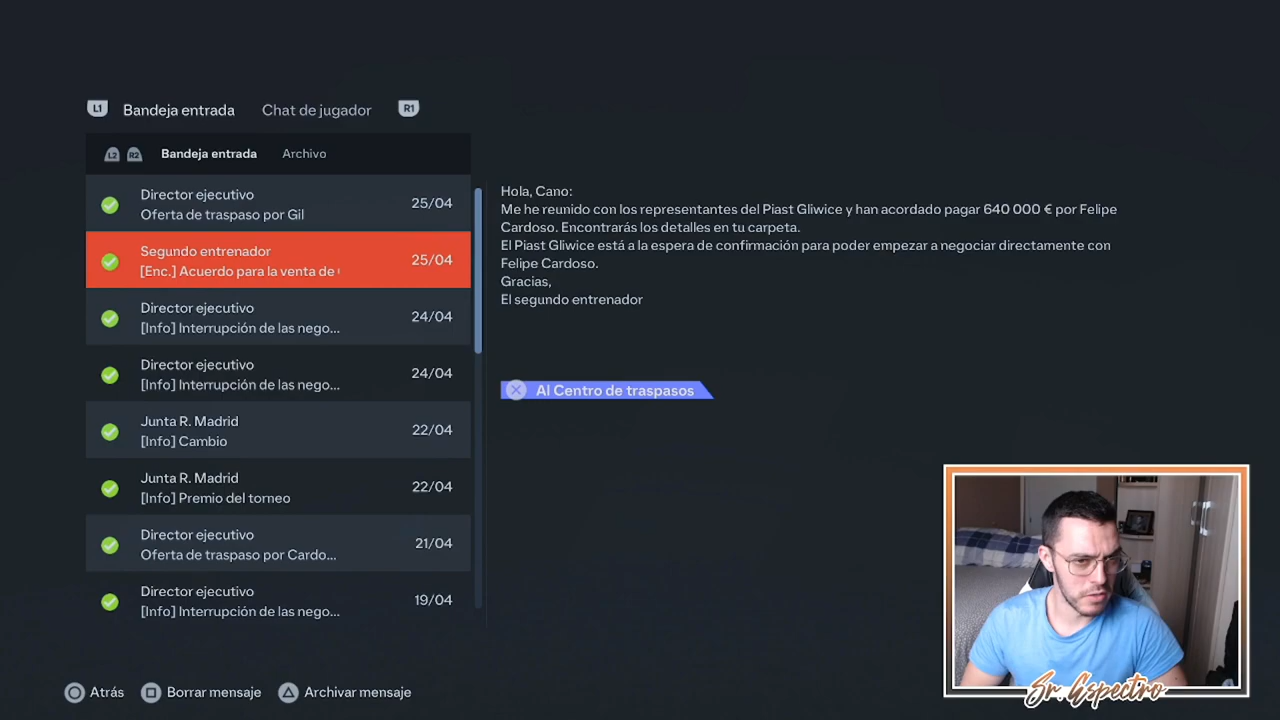 L1 Bandeja entrada Chat de jugador R1
L2 R2 Bandeja entrada Archivo
Director ejecutivo
Oferta de traspaso por Gil
25/04
Segundo entrenador
[Enc.] Acuerdo para la venta de
25/04
Director ejecutivo
[Info] Interrupción de las nego...
24/04
Director ejecutivo
[Info] Interrupción de las nego...
24/04
Junta R. Madrid
[Info] Cambio
22/04
Junta R. Madrid
[Info] Premio del torneo
22/04
Director ejecutivo
Oferta de traspaso por Cardo...
21/04
Director ejecutivo
[Info] Interrupción de las nego...
19/04
Hola, Cano:
Me he reunido con los representantes del Piast Gliwice y han acordado pagar 640 000 € por Felipe
Cardoso. Encontrarás los detalles en tu carpeta.
El Piast Gliwice está a la espera de confirmación para poder empezar a negociar directamente con
Felipe Cardoso.
Gracias,
El segundo entrenador
Al Centro de traspasos
Sr. Espectro
Atrás Borrar mensaje Archivar mensaje